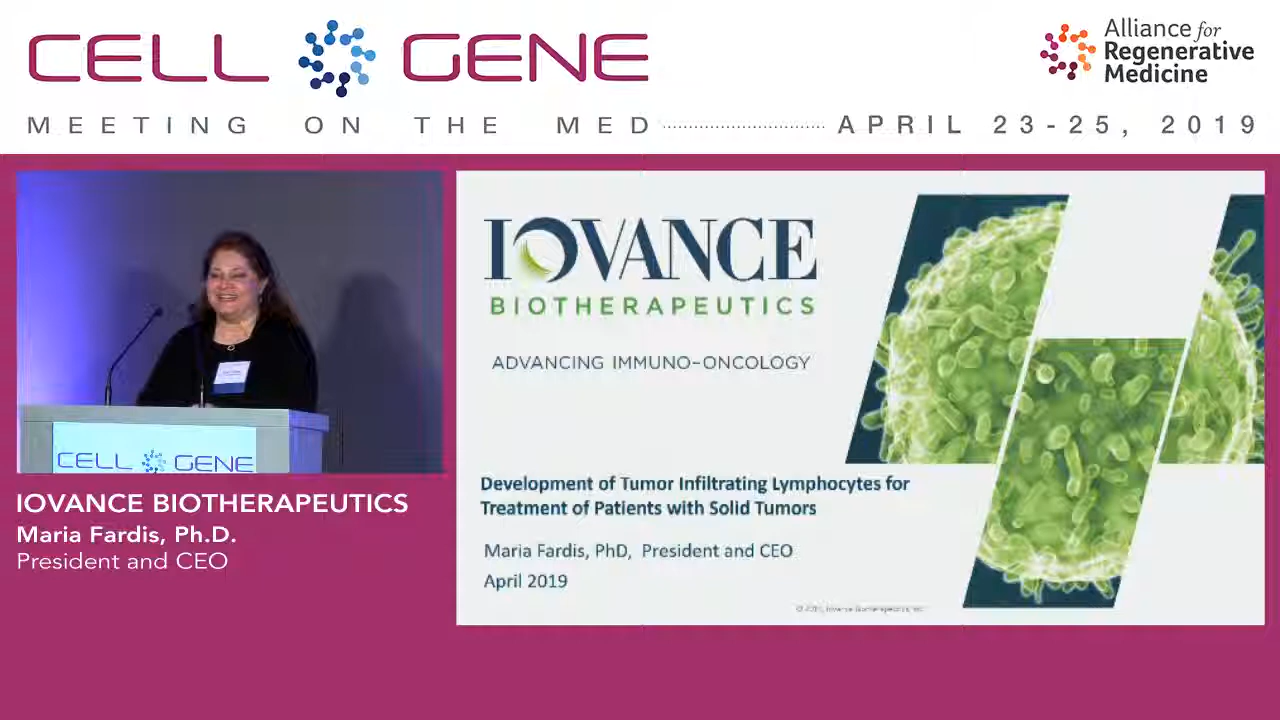 CELL GENE
Alliance for
Regenerative
Medicine
MEETING ON THE MED APRIL 23-25, 2019
IOVANCE
BIOTHERAPEUTICS
ADVANCING IMMUNO-ONCOLOGY
CELL GENE
Development of Tumor Infiltrating Lymphocytes for
Treatment of Patients with Solid Tumors
IOVANCE BIOTHERAPEUTICS
Maria Fardis, Ph.D.
President and CEO
Maria Fardis, PhD, President and CEO
April 2019